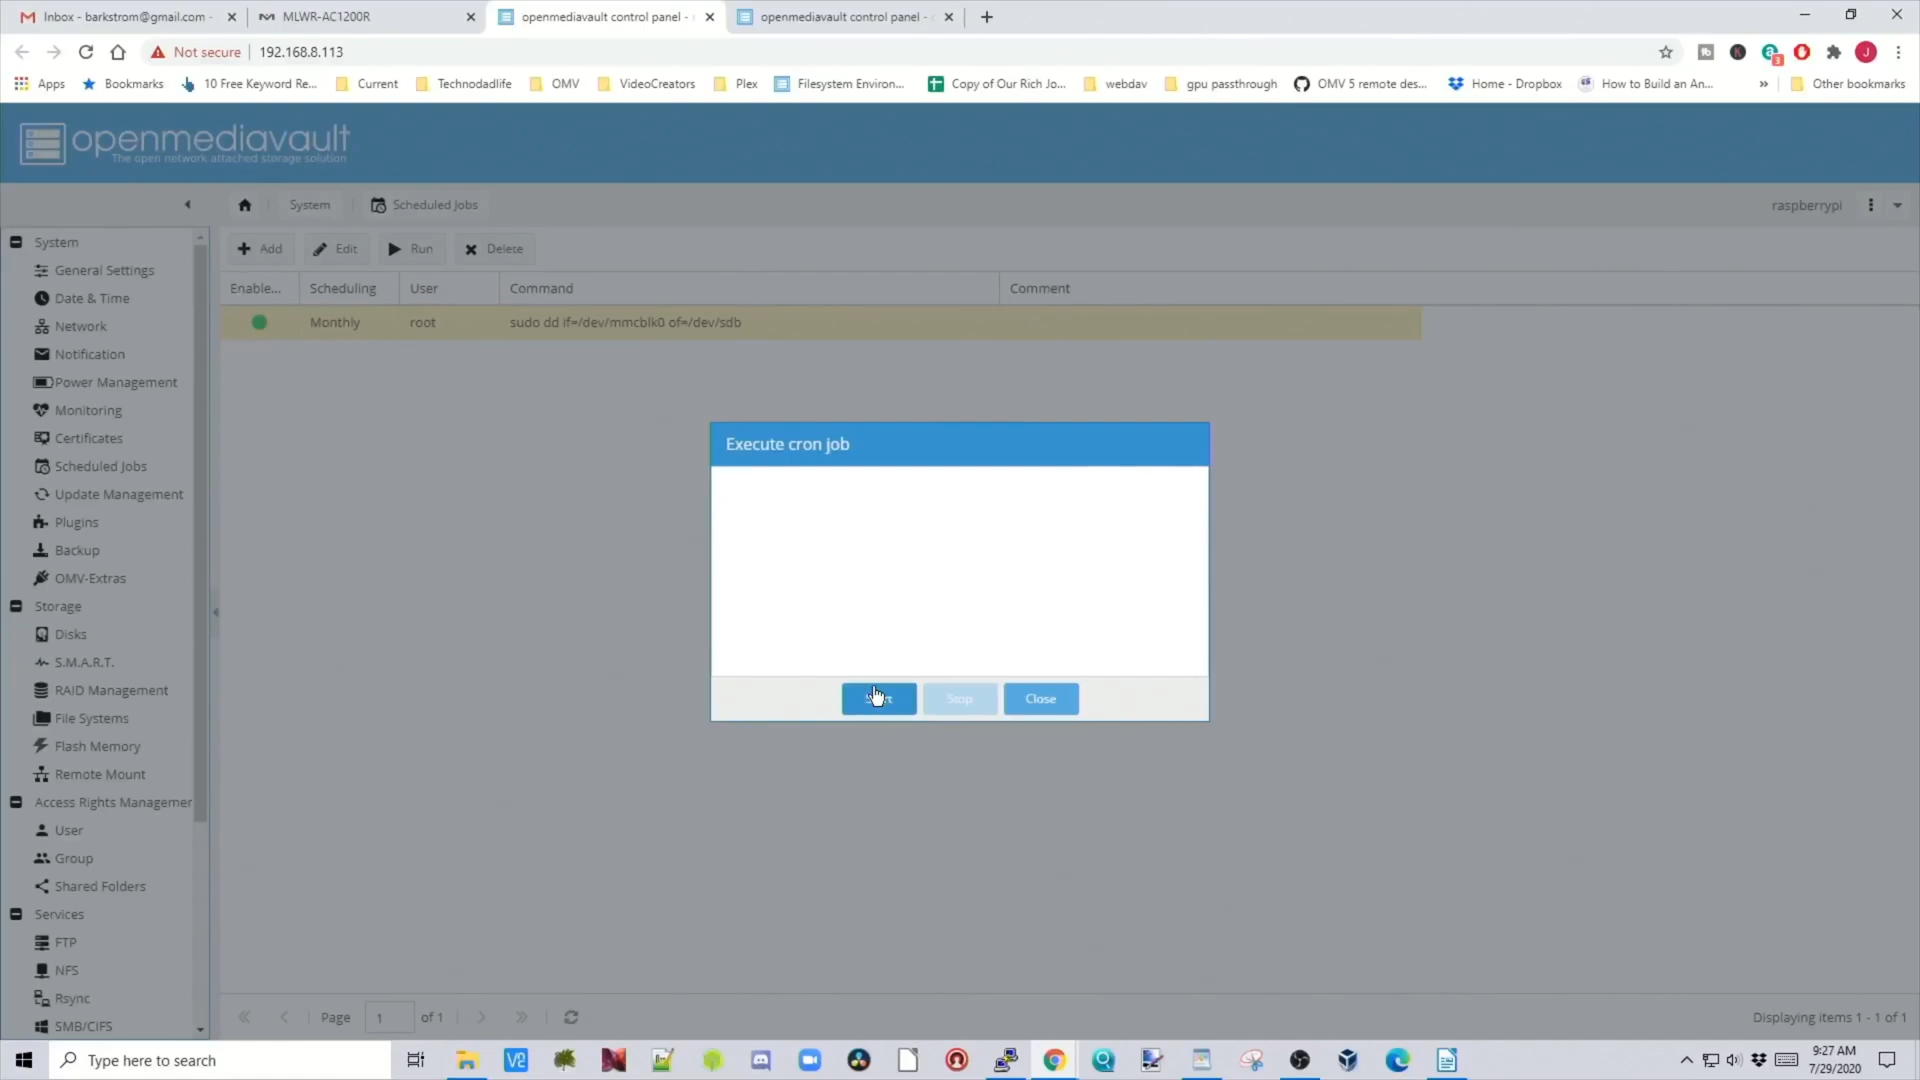 Inbox - barkstrom@gmail.com -
MLWR-AC1200R
openmediavault control panel -
openmediavault control panel -
Not secure
192.168.8.113
Apps
Bookmarks
10 Free Keyword Re...
Current
Technodadlife
OMV
VideoCreators
Plex
Filesystem Environ...
Copy of Our Rich Jo...
webdav
gpu passthrough
OMV 5 remote des...
Home - Dropbox
How to Build an An...
»
Other bookmarks
openmediavault
The open network attached storage solution
System
Scheduled Jobs
raspberrypi
Add
Edit
Run
Delete
Enable...
Scheduling
User
Command
Comment
Monthly
root
sudo dd if=/dev/mmcblk0 of=/dev/sdb
System
General Settings
Date & Time
Network
Notification
Power Management
Monitoring
Certificates
Scheduled Jobs
Update Management
Plugins
Backup
OMV-Extras
Storage
Disks
S.M.A.R.T.
RAID Management
File Systems
Flash Memory
Remote Mount
Access Rights Managemer
User
Group
Shared Folders
Services
FTP
NFS
Rsync
SMB/CIFS
Execute cron job
Stop
Close
Page
1
of 1
Displaying items 1 - 1 of 1
Type here to search
9:27 AM
7/29/2020